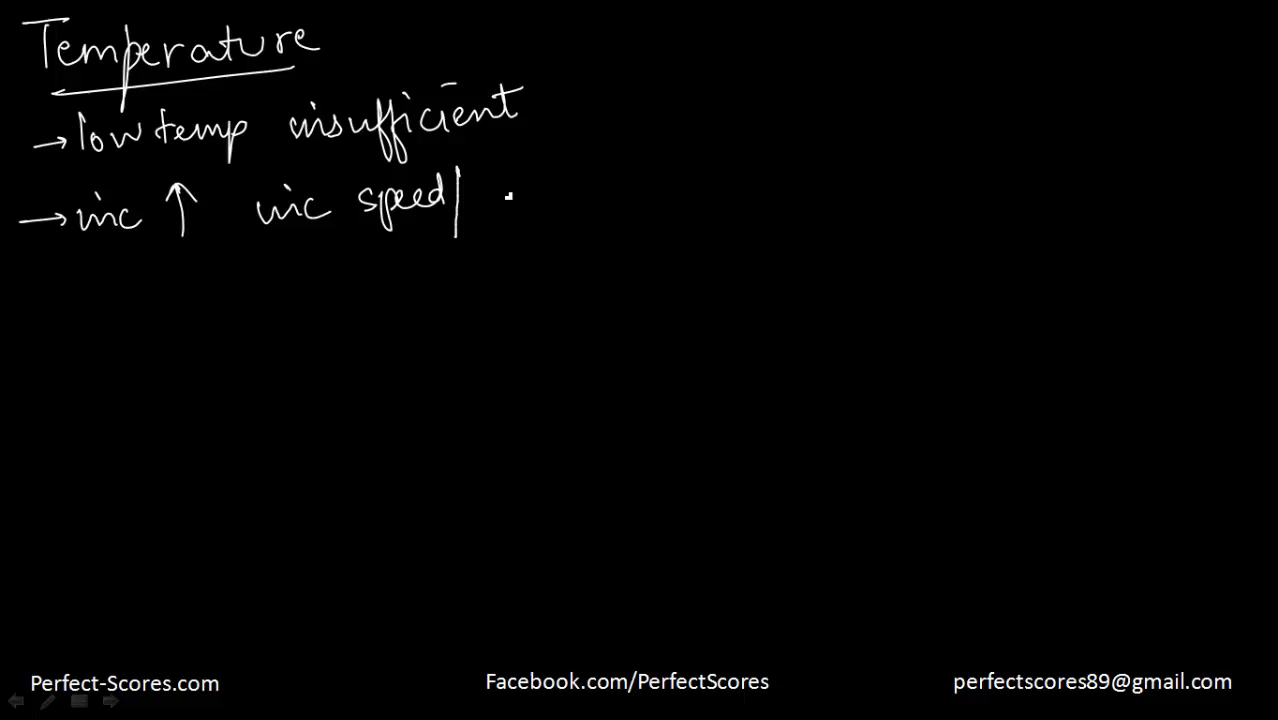 Temperature
→ low temp insufficient
→ inc ↑ inc speed/
Perfect-Scores.com
Facebook.com/PerfectScores
perfectscores89@gmail.com